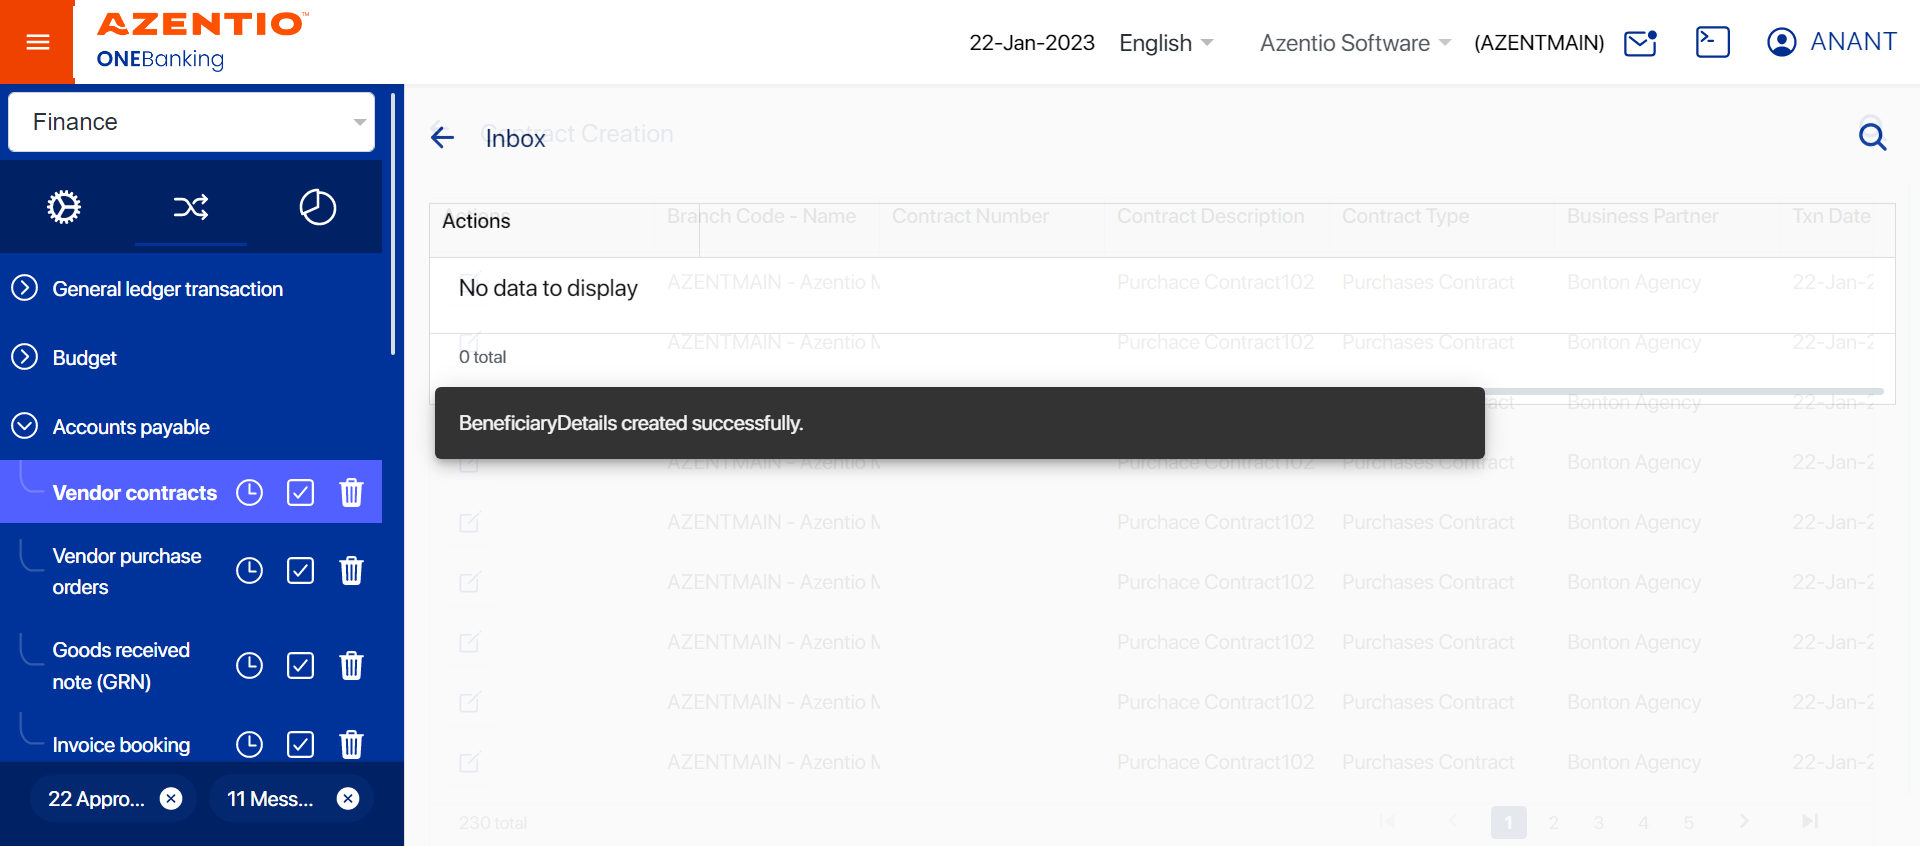 AZENTIO™
ONEBanking
22-Jan-2023 English Azentio Software (AZENTMAIN) ANANT
Finance
General ledger transaction
Budget
Accounts payable
Vendor contracts
Vendor purchase
orders
Goods received
note (GRN)
Invoice booking
22 Appro...
11 Mess...
Contract Creation
Inbox
Actions
Branch Code - Name Contract Number Contract Description Contract Type Business Partner Txn Date
No data to display
AZENTMAIN - Azentio M Purchace Contract102 Purchases Contract Bonton Agency 22-Jan-2
AZENTMAIN - Azentio M Purchace Contract102 Purchases Contract Bonton Agency 22-Jan-2
0 total
Bonton Agency 22-Jan-2
BeneficiaryDetails created successfully.
AZENTMAIN - Azentio M Purchace Contract102 Purchases Contract Bonton Agency 22-Jan-2
AZENTMAIN - Azentio M Purchace Contract102 Purchases Contract Bonton Agency 22-Jan-2
AZENTMAIN - Azentio M Purchace Contract102 Purchases Contract Bonton Agency 22-Jan-2
AZENTMAIN - Azentio M Purchace Contract102 Purchases Contract Bonton Agency 22-Jan-2
AZENTMAIN - Azentio M Purchace Contract102 Purchases Contract Bonton Agency 22-Jan-2
AZENTMAIN - Azentio M Purchace Contract102 Purchases Contract Bonton Agency 22-Jan-2
230 total
1 2 3 4 5